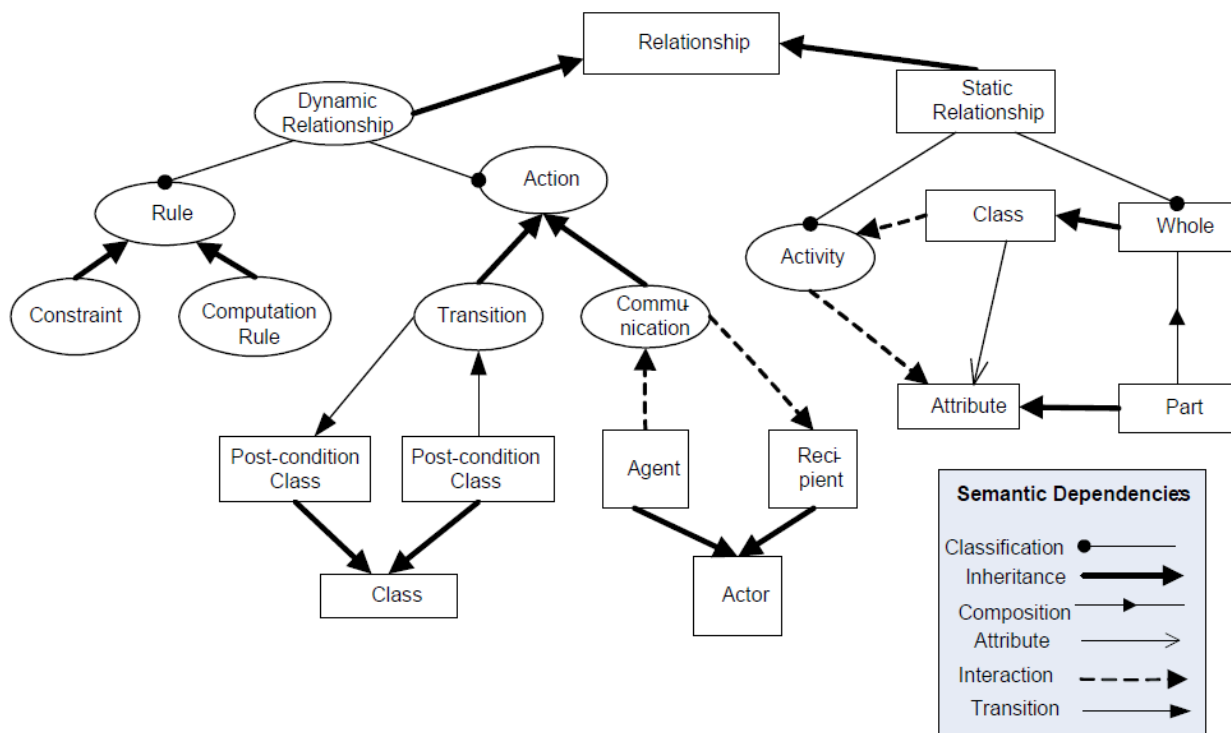 Relationship
Dynamic
Relationship
Static
Relationship
Action
Rule
Class
Whole
Activity
Constraint
Computation
Rule
Transition
Commu-
nication
Attribute
Part
Post-condition
Class
Post-condition
Class
Agent
Reci-
pient
Class
Actor
Semantic Dependencies
Classification
Inheritance
Composition
Attribute
Interaction
Transition